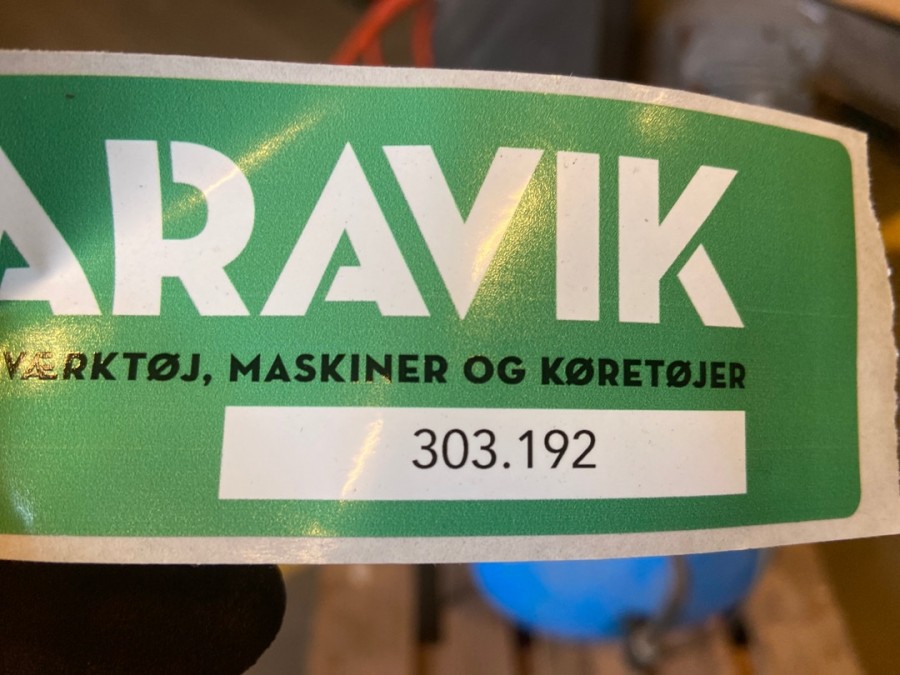 ARAVIK
VÆRKTØJ, MASKINER OG KØRETØJER
303.192